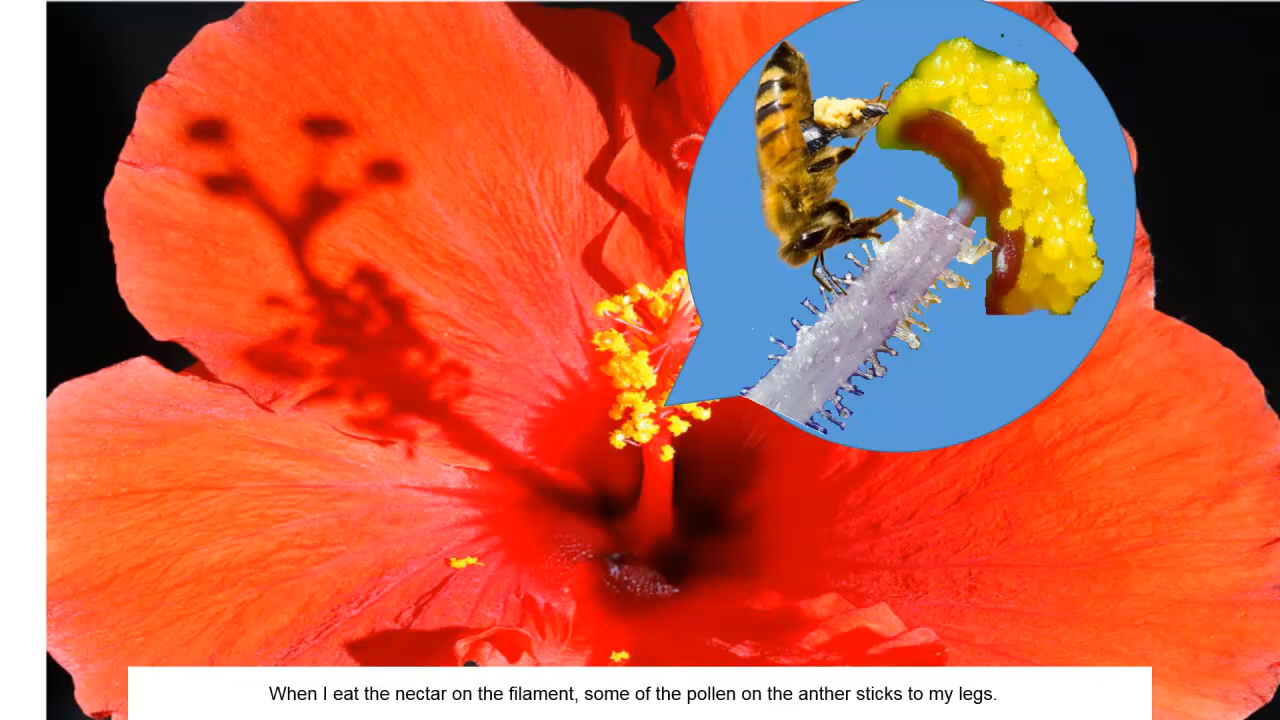 When I eat the nectar on the filament, some of the pollen on the anther sticks to my legs.